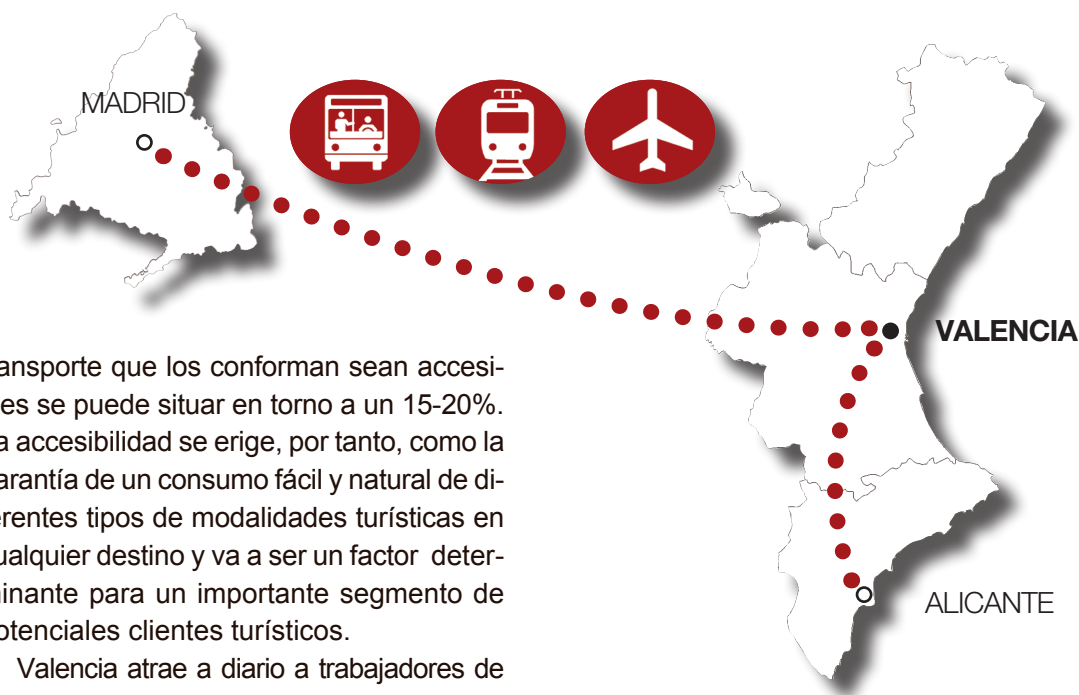 MADRID
VALENCIA
ALICANTE
ansporte que los conforman sean accesi-
es se puede situar en torno a un 15-20%.
a accesibilidad se erige, por tanto, como la
arantía de un consumo fácil y natural de di-
erentes tipos de modalidades turísticas en
ualquier destino y va a ser un factor deter-
inante para un importante segmento de
otenciales clientes turísticos.
Valencia atrae a diario a trabajadores de